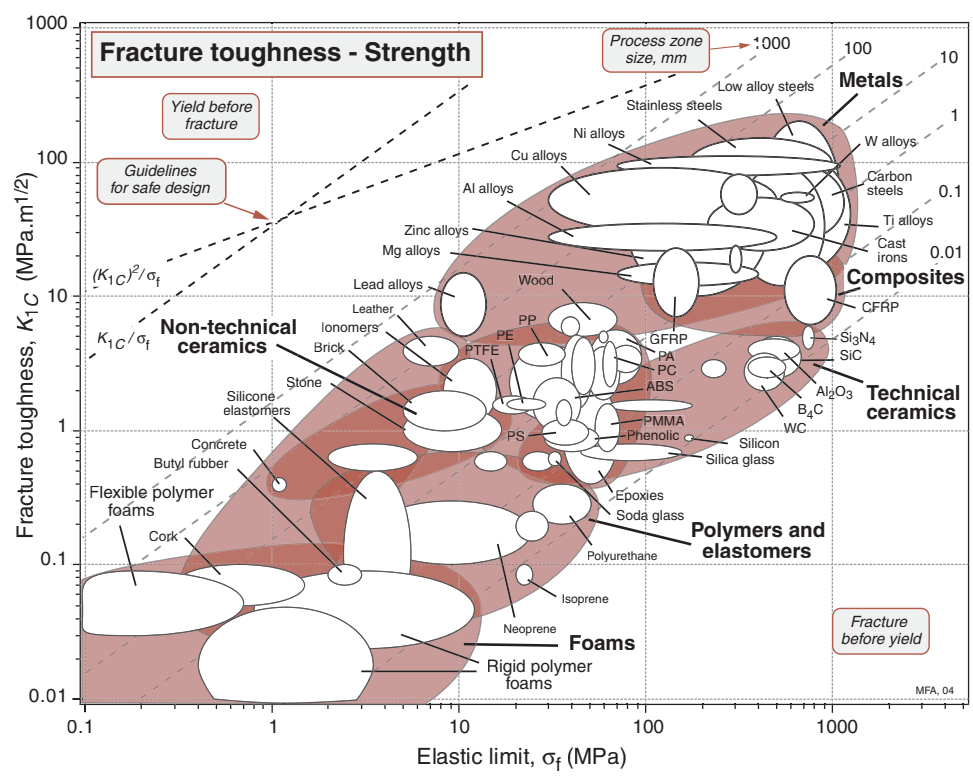 Fracture toughness - Strength
Process zone
size, mm
1000
100
10
1
0.1
0.01
Yield before
fracture
Guidelines
for safe design
Metals
Low alloy steels
Stainless steels
Ni alloys
Cu alloys
W alloys
Al alloys
Carbon
steels
Ti alloys
Zinc alloys
Cast
irons
Mg alloys
Composites
(K1C)²/σf
K1C/σf
Lead alloys
Wood
CFRP
Leather
Ionomers
Non-technical
ceramics
PP
PE
PTFE
GFRP
PA
PC
ABS
Si3N4
SiC
Al2O3
B4C
WC
Technical
ceramics
Brick
Stone
Silicone
elastomers
PS
PMMA
Phenolic
Silicon
Silica glass
Concrete
Butyl rubber
Epoxies
Soda glass
Flexible polymer
foams
Cork
Polymers and
elastomers
Polyurethane
Isoprene
Neoprene
Foams
Rigid polymer
foams
Fracture
before yield
MFA, 04
Fracture toughness, K1C (MPa.m1/2)
1000
100
10
1
0.1
0.01
0.1
1
10
100
1000
Elastic limit, σf (MPa)